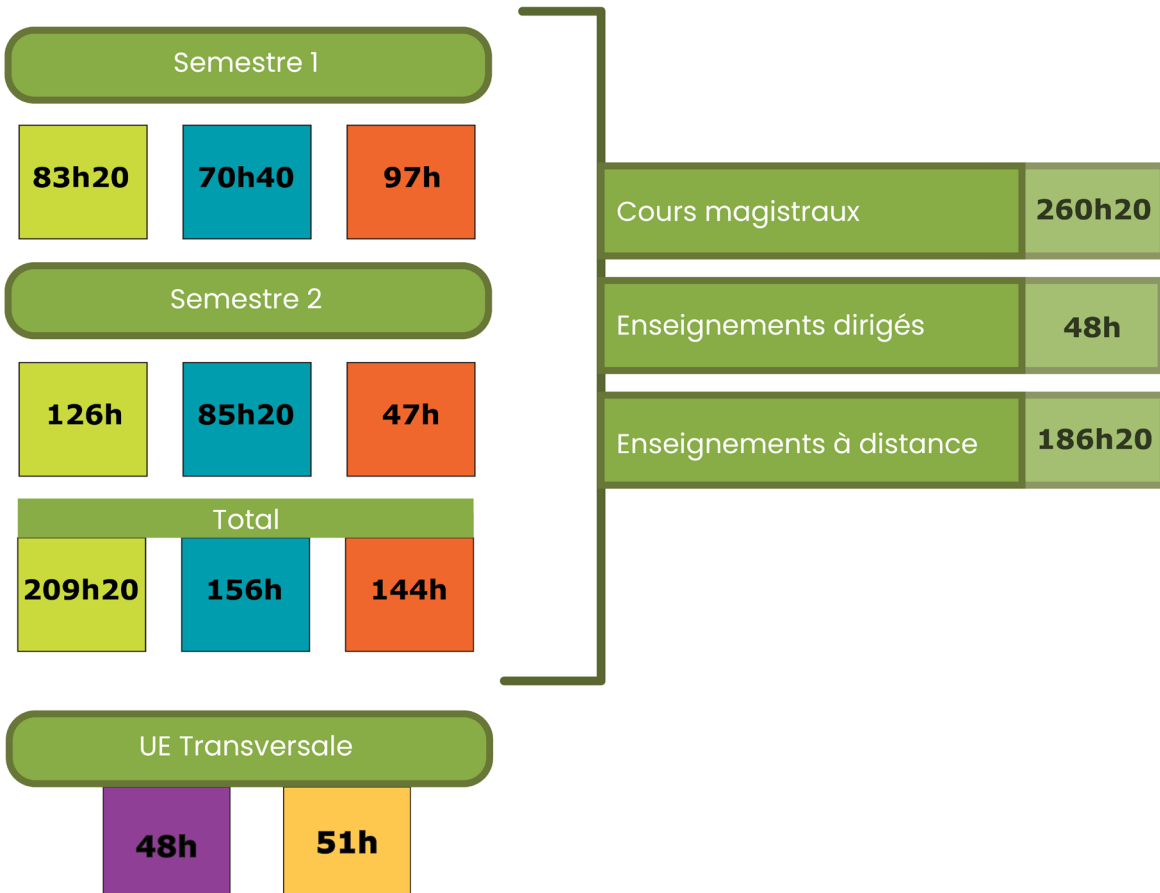 Semestre 1
83h20 70h40 97h
Semestre 2
126h 85h20 47h
Total
209h20 156h 144h
UE Transversale
48h 51h
Cours magistraux 260h20
Enseignements dirigés 48h
Enseignements à distance 186h20